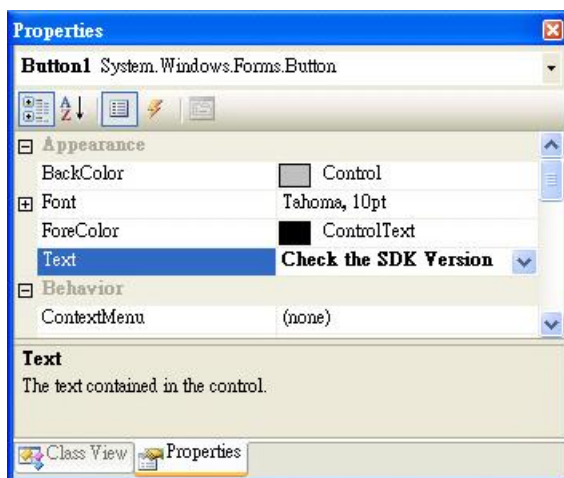 Properties
Button1 System.Windows.Forms.Button
A Z
Appearance
BackColor Control
Font Tahoma, 10pt
ForeColor ControlText
Text Check the SDK Version
Behavior
ContextMenu (none)
Text
The text contained in the control.
Class View Properties